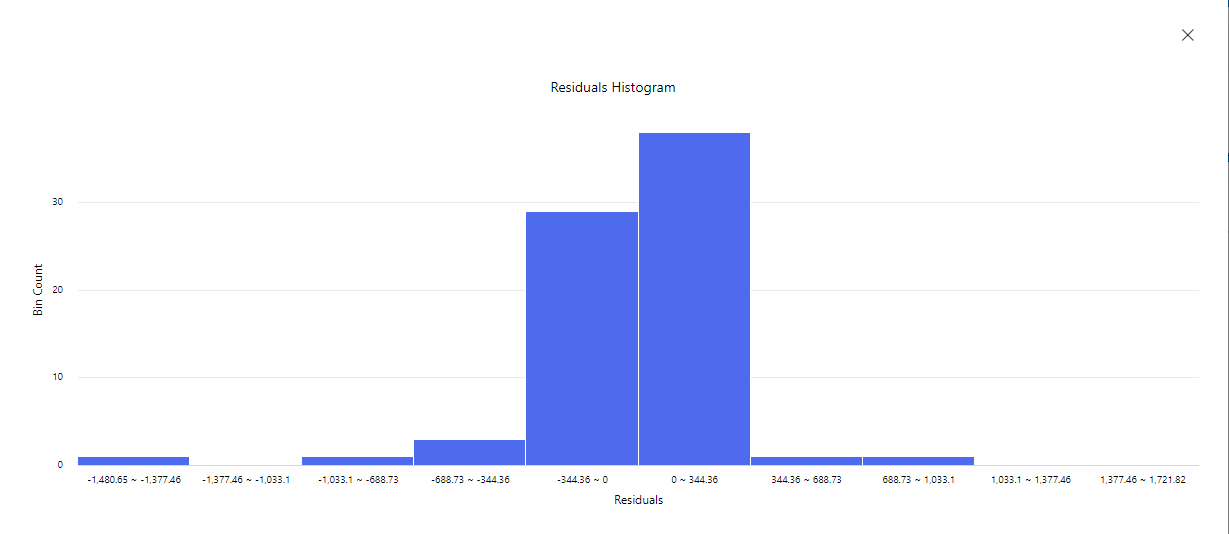 Residuals Histogram
30
20
10
0
Bin Count
-1,480.65 ~ -1,377.46
-1,377.46 ~ -1,033.1
-1,033.1 ~ -688.73
-688.73 ~ -344.36
-344.36 ~ 0
0 ~ 344.36
344.36 ~ 688.73
688.73 ~ 1,033.1
1,033.1 ~ 1,377.46
1,377.46 ~ 1,721.82
Residuals